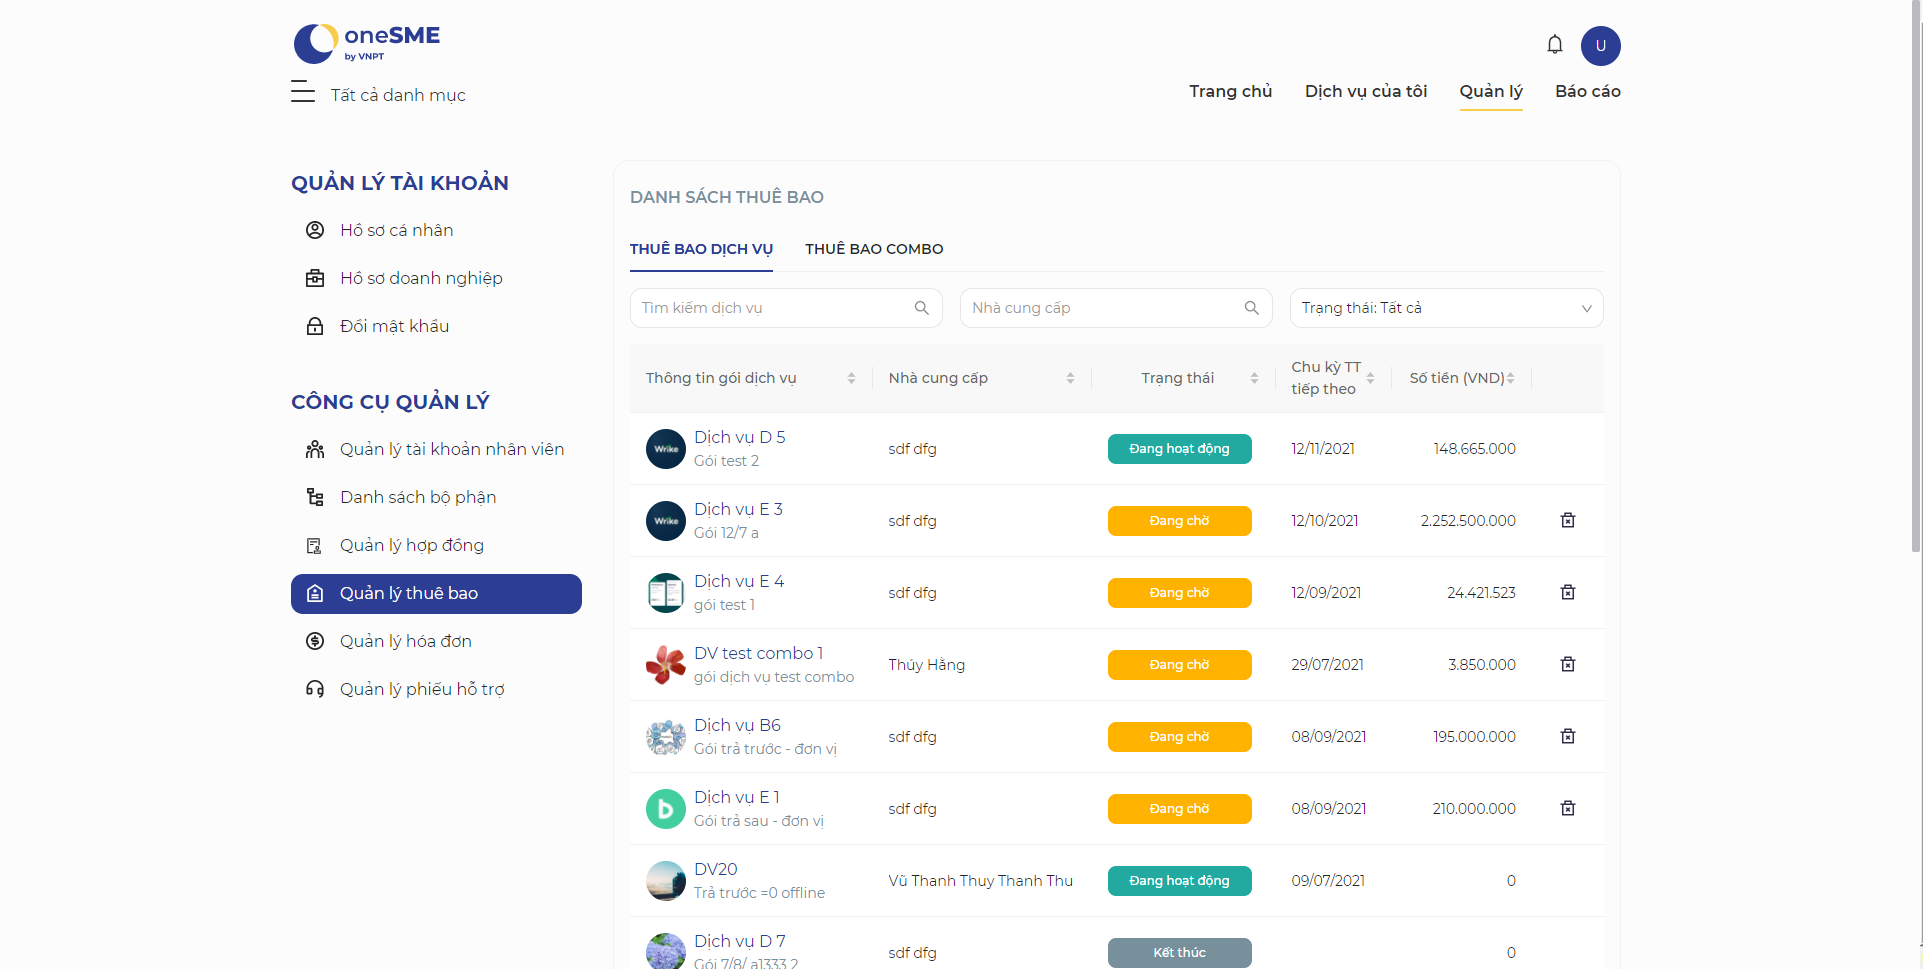 oneSME
by VNPT
U
Tất cả danh mục
Trang chủ
Dịch vụ của tôi
Quản lý
Báo cáo
QUẢN LÝ TÀI KHOẢN
Hồ sơ cá nhân
Hồ sơ doanh nghiệp
Đổi mật khẩu
CÔNG CỤ QUẢN LÝ
Quản lý tài khoản nhân viên
Danh sách bộ phận
Quản lý hợp đồng
Quản lý thuê bao
Quản lý hóa đơn
Quản lý phiếu hỗ trợ
DANH SÁCH THUÊ BAO
THUÊ BAO DỊCH VỤ
THUÊ BAO COMBO
Tìm kiếm dịch vụ
Nhà cung cấp
Trạng thái: Tất cả
Thông tin gói dịch vụ
Nhà cung cấp
Trạng thái
Chu kỳ TT
tiếp theo
Số tiền (VND)
Wrike
Dịch vụ D 5
Gói test 2
sdf dfg
Đang hoạt động
12/11/2021
148.665.000
Wrike
Dịch vụ E 3
Gói 12/7 a
sdf dfg
Đang chờ
12/10/2021
2.252.500.000
Dịch vụ E 4
gói test 1
sdf dfg
Đang chờ
12/09/2021
24.421.523
DV test combo 1
gói dịch vụ test combo
Thúy Hằng
Đang chờ
29/07/2021
3.850.000
Dịch vụ B6
Gói trả trước - đơn vị
sdf dfg
Đang chờ
08/09/2021
195.000.000
b
Dịch vụ E 1
Gói trả sau - đơn vị
sdf dfg
Đang chờ
08/09/2021
210.000.000
DV20
Trả trước =0 offline
Vũ Thanh Thuy Thanh Thu
Đang hoạt động
09/07/2021
0
Dịch vụ D 7
Gói 7/8/ a1333 2
sdf dfg
Kết thúc
0